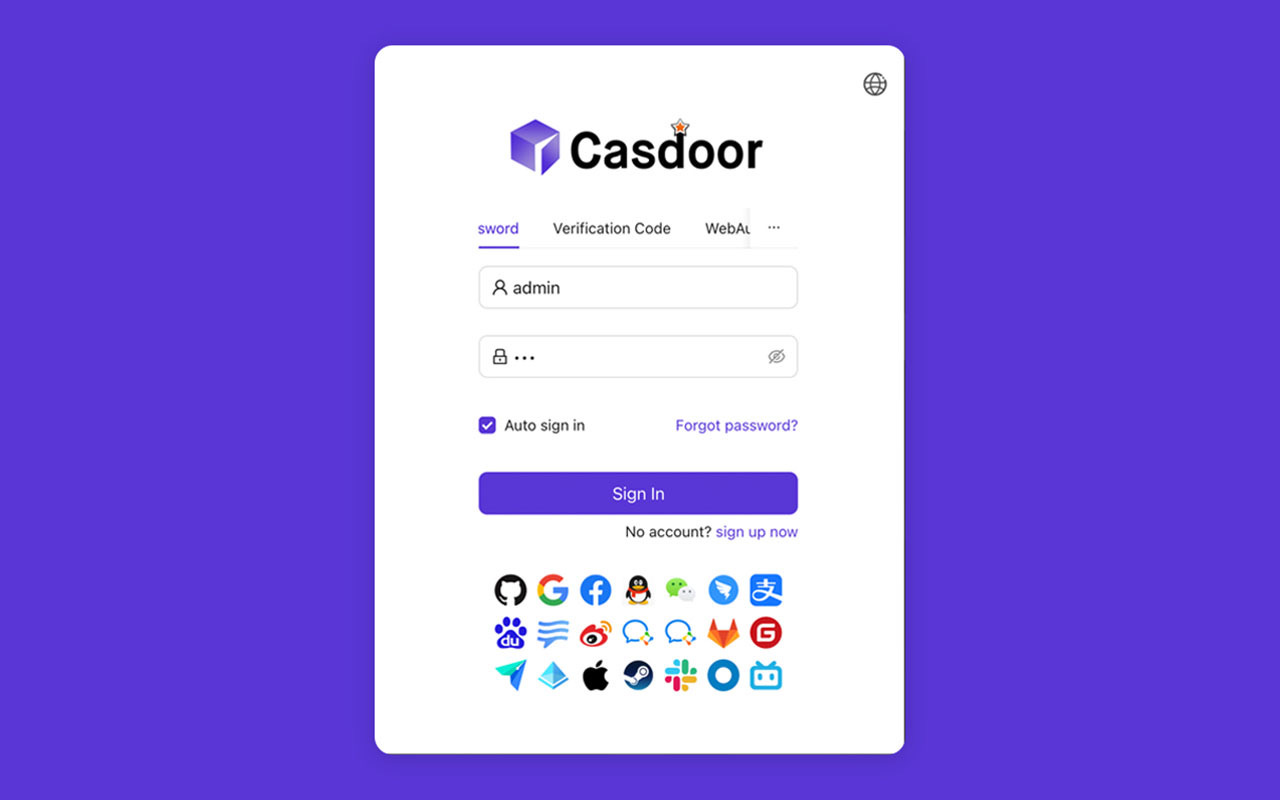 Casdoor
sword
Verification Code
WebAu
···
admin
•••
Auto sign in
Forgot password?
Sign In
No account? sign up now
支
du
G